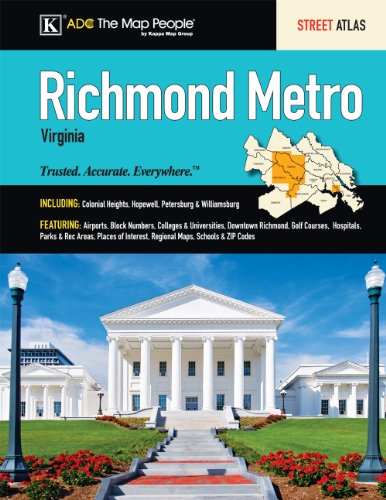 K ADC The Map People®
by Kappa Map Group
STREET ATLAS
Richmond Metro
Virginia
Trusted. Accurate. Everywhere.™
INCLUDING: Colonial Heights, Hopewell, Petersburg & Williamsburg
FEATURING: Airports, Block Numbers, Colleges & Universities, Downtown Richmond, Golf Courses, Hospitals,
Parks & Rec Areas, Places of Interest, Regional Maps, Schools & ZIP Codes